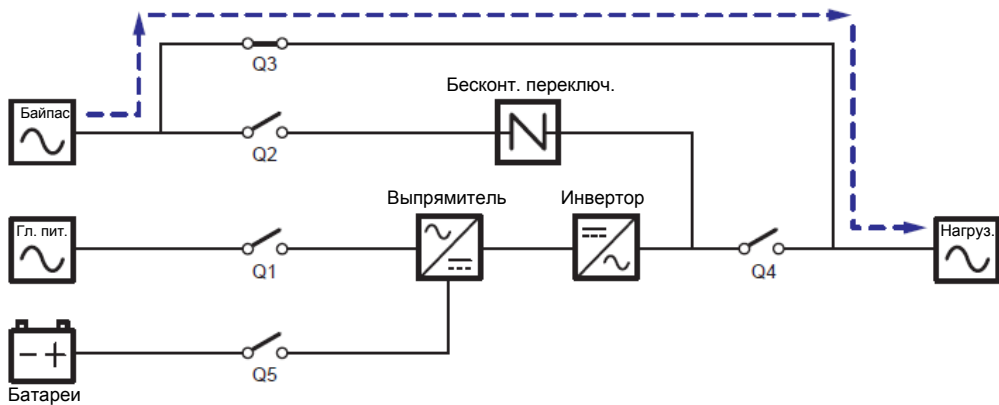 Q3
Бесконт. переключ.
Байпас
Q2
Выпрямитель
Инвертор
Гл. пит.
Нагруз.
Q1
Q4
Q5
Батареи